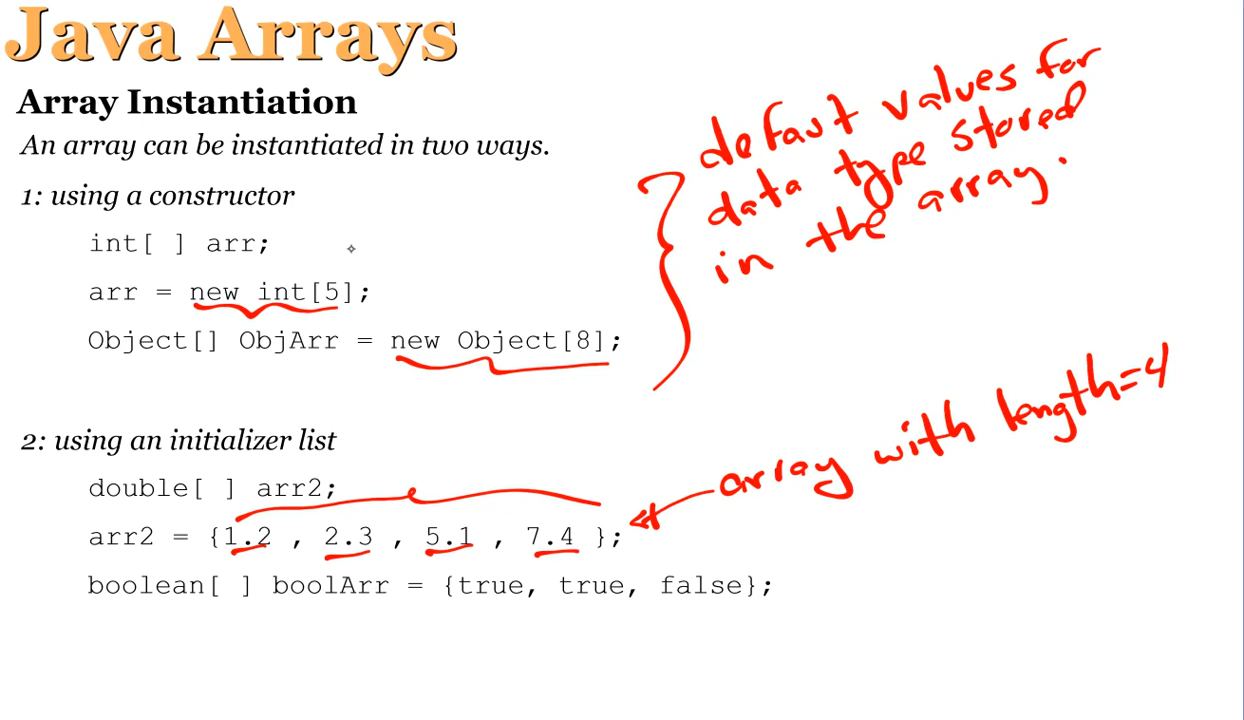 Java Arrays
Array Instantiation
An array can be instantiated in two ways.
1: using a constructor
int[ ] arr;
arr = new int[5];
Object[] ObjArr = new Object[8];
defaut values for
data type stored
in the array.
2: using an initializer list
double[ ] arr2;
arr2 = {1.2 , 2.3 , 5.1 , 7.4 };
array with length=4
boolean[ ] boolArr = {true, true, false};